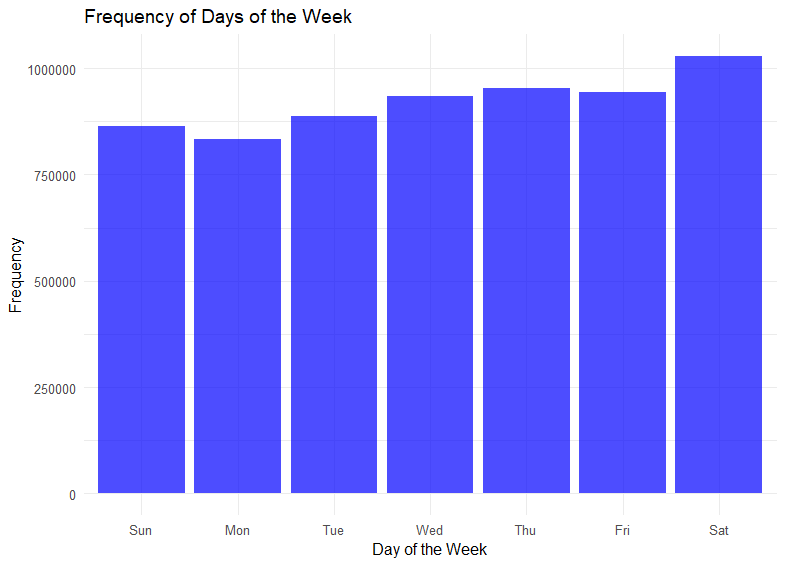 Frequency of Days of the Week
1000000
750000
500000
250000
0
Frequency
Sun Mon Tue Wed Thu Fri Sat
Day of the Week